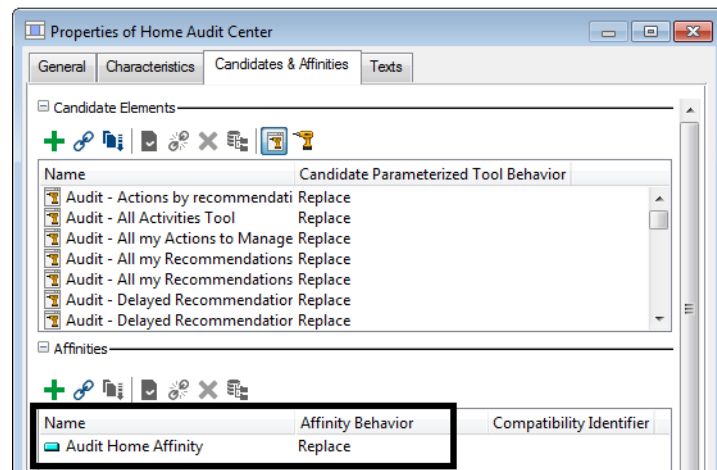 Properties of Home Audit Center
General Characteristics Candidates & Affinities Texts
Candidate Elements
Name Candidate Parameterized Tool Behavior
Audit - Actions by recommendati Replace
Audit - All Activities Tool Replace
Audit - All my Actions to Manage Replace
Audit - All my Recommendations Replace
Audit - All my Recommendations Replace
Audit - Delayed Recommendation Replace
Audit - Delayed Recommendation Replace
Affinities
Name Affinity Behavior Compatibility Identifier
Audit Home Affinity Replace